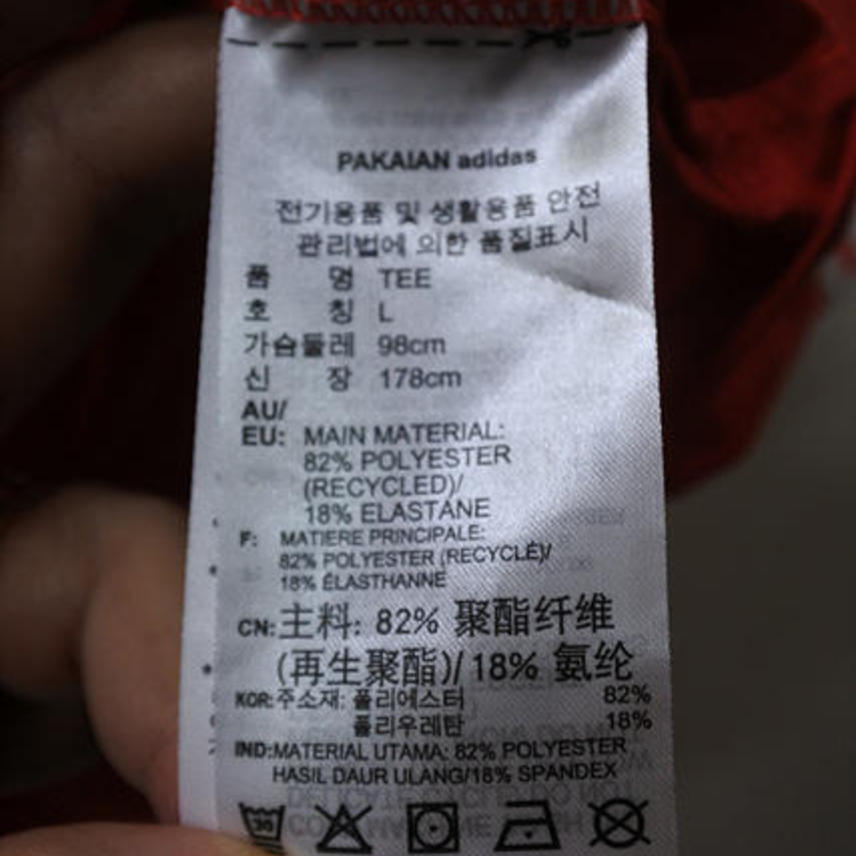 PAKAIAN adidas
전기용품 및 생활용품 안전
관리법에 의한 품질표시
품 명 TEE
호 칭 L
가슴둘레 98cm
신 장 178cm
AU/
EU: MAIN MATERIAL:
82% POLYESTER
(RECYCLED)/
18% ELASTANE
F: MATIERE PRINCIPALE:
82% POLYESTER (RECYCLÉ)/
18% ÉLASTHANNE
CN:主料: 82% 聚酯纤维
(再生聚酯)/18% 氨纶
KOR:주소재: 폴리에스터 82%
폴리우레탄 18%
IND:MATERIAL UTAMA: 82% POLYESTER
HASIL DAUR ULANG/18% SPANDEX
30